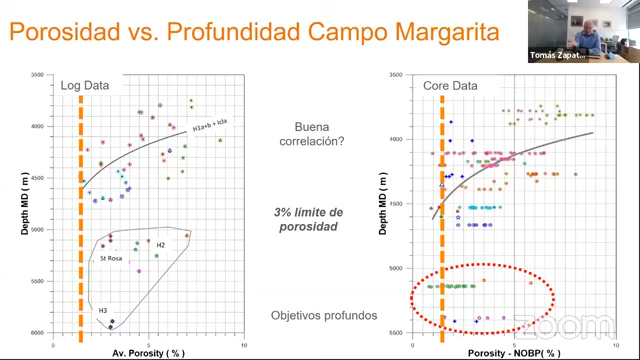 Porosidad vs. Profundidad Campo Margarita
Tomás Zapat...
Log Data
3500
4000
4500
5000
5500
6000
Depth MD ( m )
H1a+b + Icla
St Rosa
H2
H3
0
5
10
Av. Porosity ( % )
Buena
correlación?
3% límite de
porosidad
Objetivos profundos
Core Data
3500
4000
4500
5000
5500
Depth MD ( m )
0
5
10
Porosity - NOBP( % )
zoom